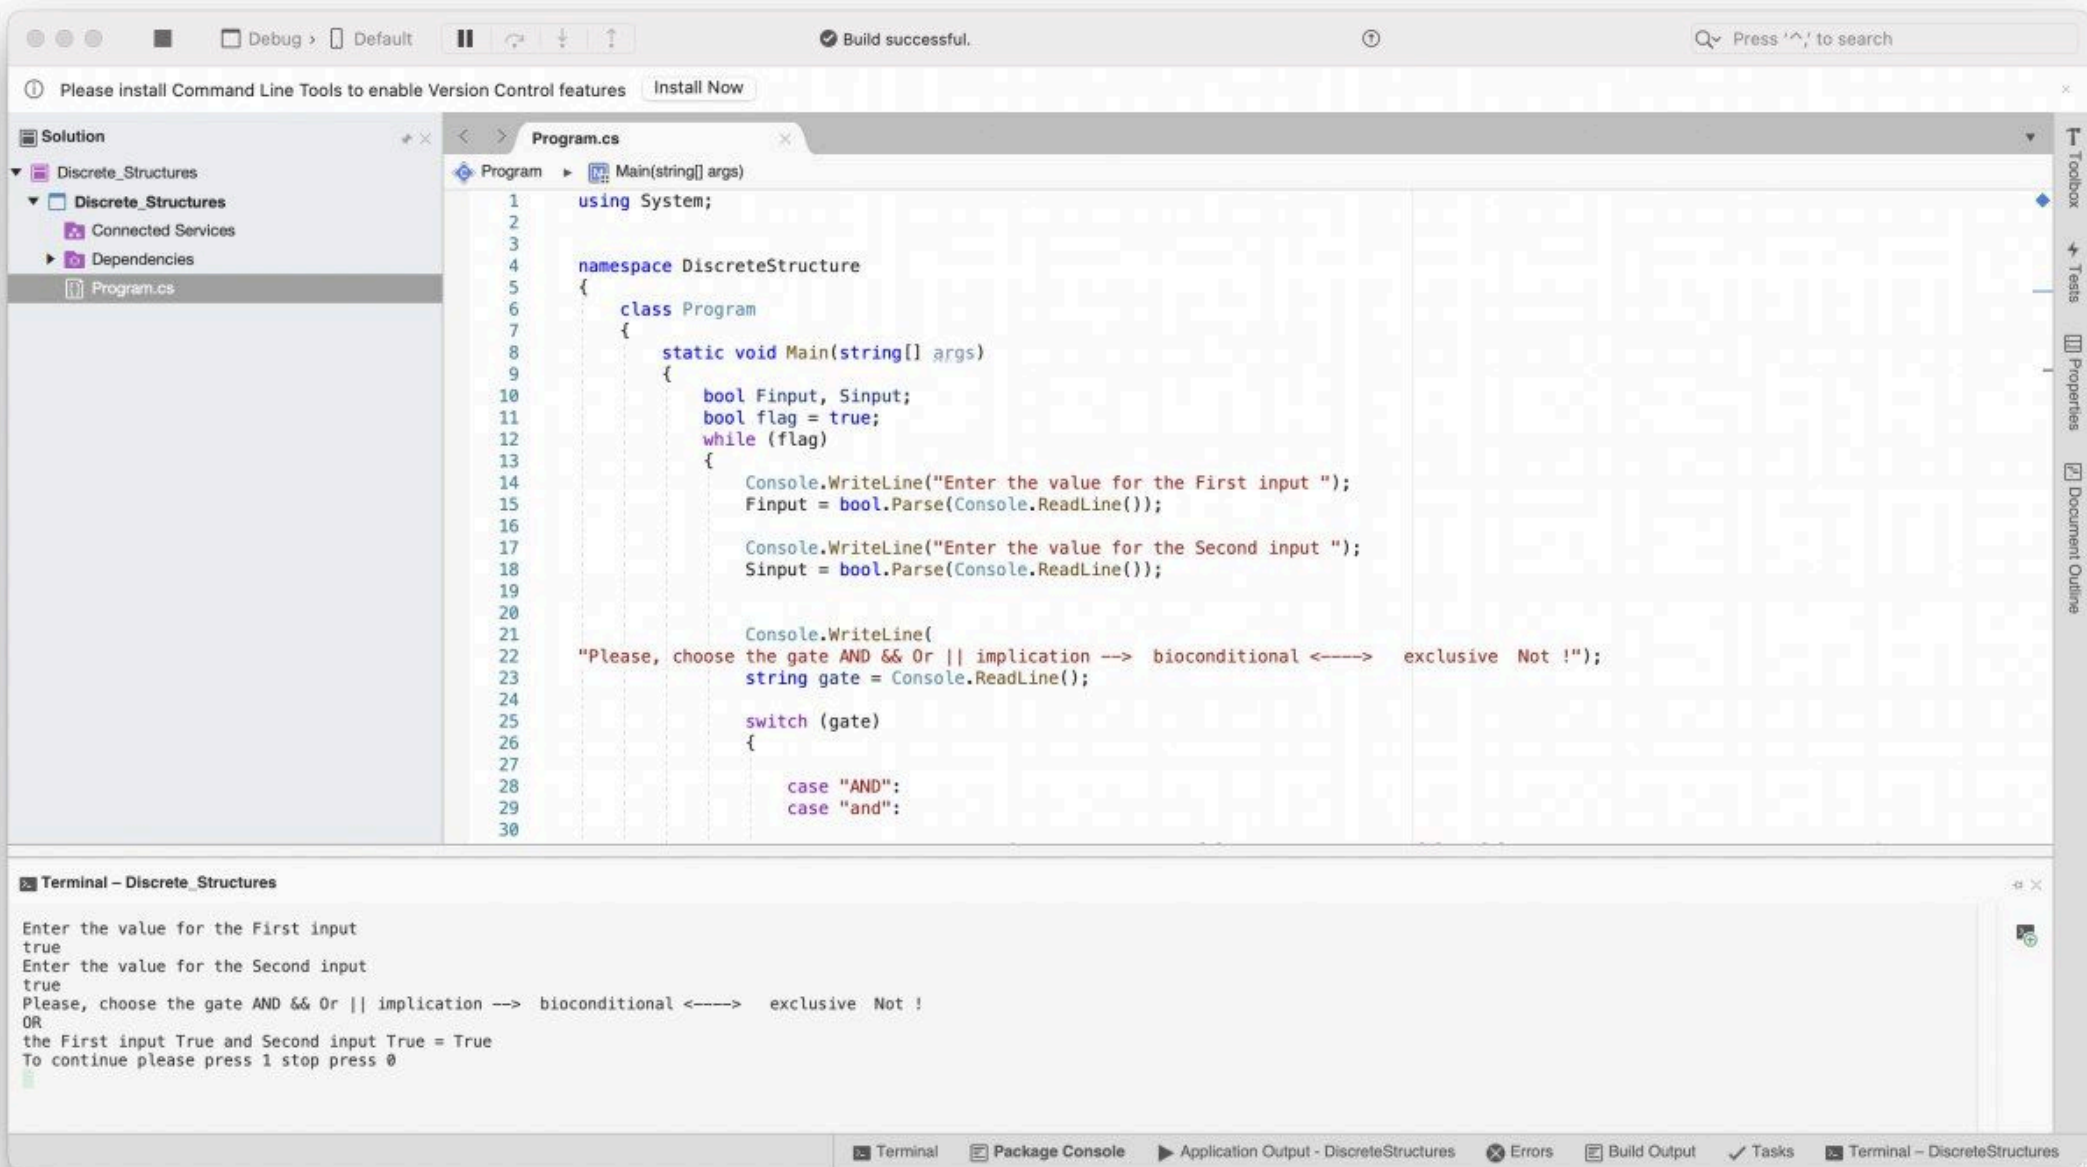 Debug › Default
Build successful.
Press '^,' to search
Please install Command Line Tools to enable Version Control features Install Now
Solution
Discrete_Structures
Discrete_Structures
Connected Services
Dependencies
Program.cs
Program.cs
Program ▸ Main(string[] args)
1 using System;
2
3
4 namespace DiscreteStructure
5 {
6 class Program
7 {
8 static void Main(string[] args)
9 {
10 bool Finput, Sinput;
11 bool flag = true;
12 while (flag)
13 {
14 Console.WriteLine("Enter the value for the First input ");
15 Finput = bool.Parse(Console.ReadLine());
16
17 Console.WriteLine("Enter the value for the Second input ");
18 Sinput = bool.Parse(Console.ReadLine());
19
20
21 Console.WriteLine(
22 "Please, choose the gate AND && Or || implication --> bioconditional <----> exclusive Not !");
23 string gate = Console.ReadLine();
24
25 switch (gate)
26 {
27
28 case "AND":
29 case "and":
30
Toolbox
Tests
Properties
Document Outline
Terminal – Discrete_Structures
Enter the value for the First input
true
Enter the value for the Second input
true
Please, choose the gate AND && Or || implication --> bioconditional <----> exclusive Not !
OR
the First input True and Second input True = True
To continue please press 1 stop press 0
Terminal Package Console Application Output - DiscreteStructures Errors Build Output Tasks Terminal – DiscreteStructures